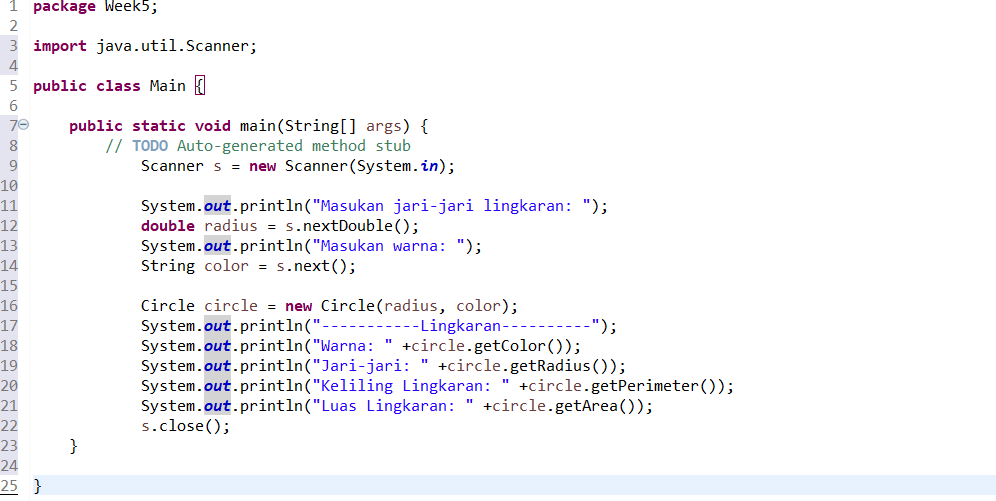 1 package Week5;
2
3 import java.util.Scanner;
4
5 public class Main {
6
7 public static void main(String[] args) {
8 // TODO Auto-generated method stub
9 Scanner s = new Scanner(System.in);
10
11 System.out.println("Masukan jari-jari lingkaran: ");
12 double radius = s.nextDouble();
13 System.out.println("Masukan warna: ");
14 String color = s.next();
15
16 Circle circle = new Circle(radius, color);
17 System.out.println("-----------Lingkaran----------");
18 System.out.println("Warna: " +circle.getColor());
19 System.out.println("Jari-jari: " +circle.getRadius());
20 System.out.println("Keliling Lingkaran: " +circle.getPerimeter());
21 System.out.println("Luas Lingkaran: " +circle.getArea());
22 s.close();
23 }
24
25 }